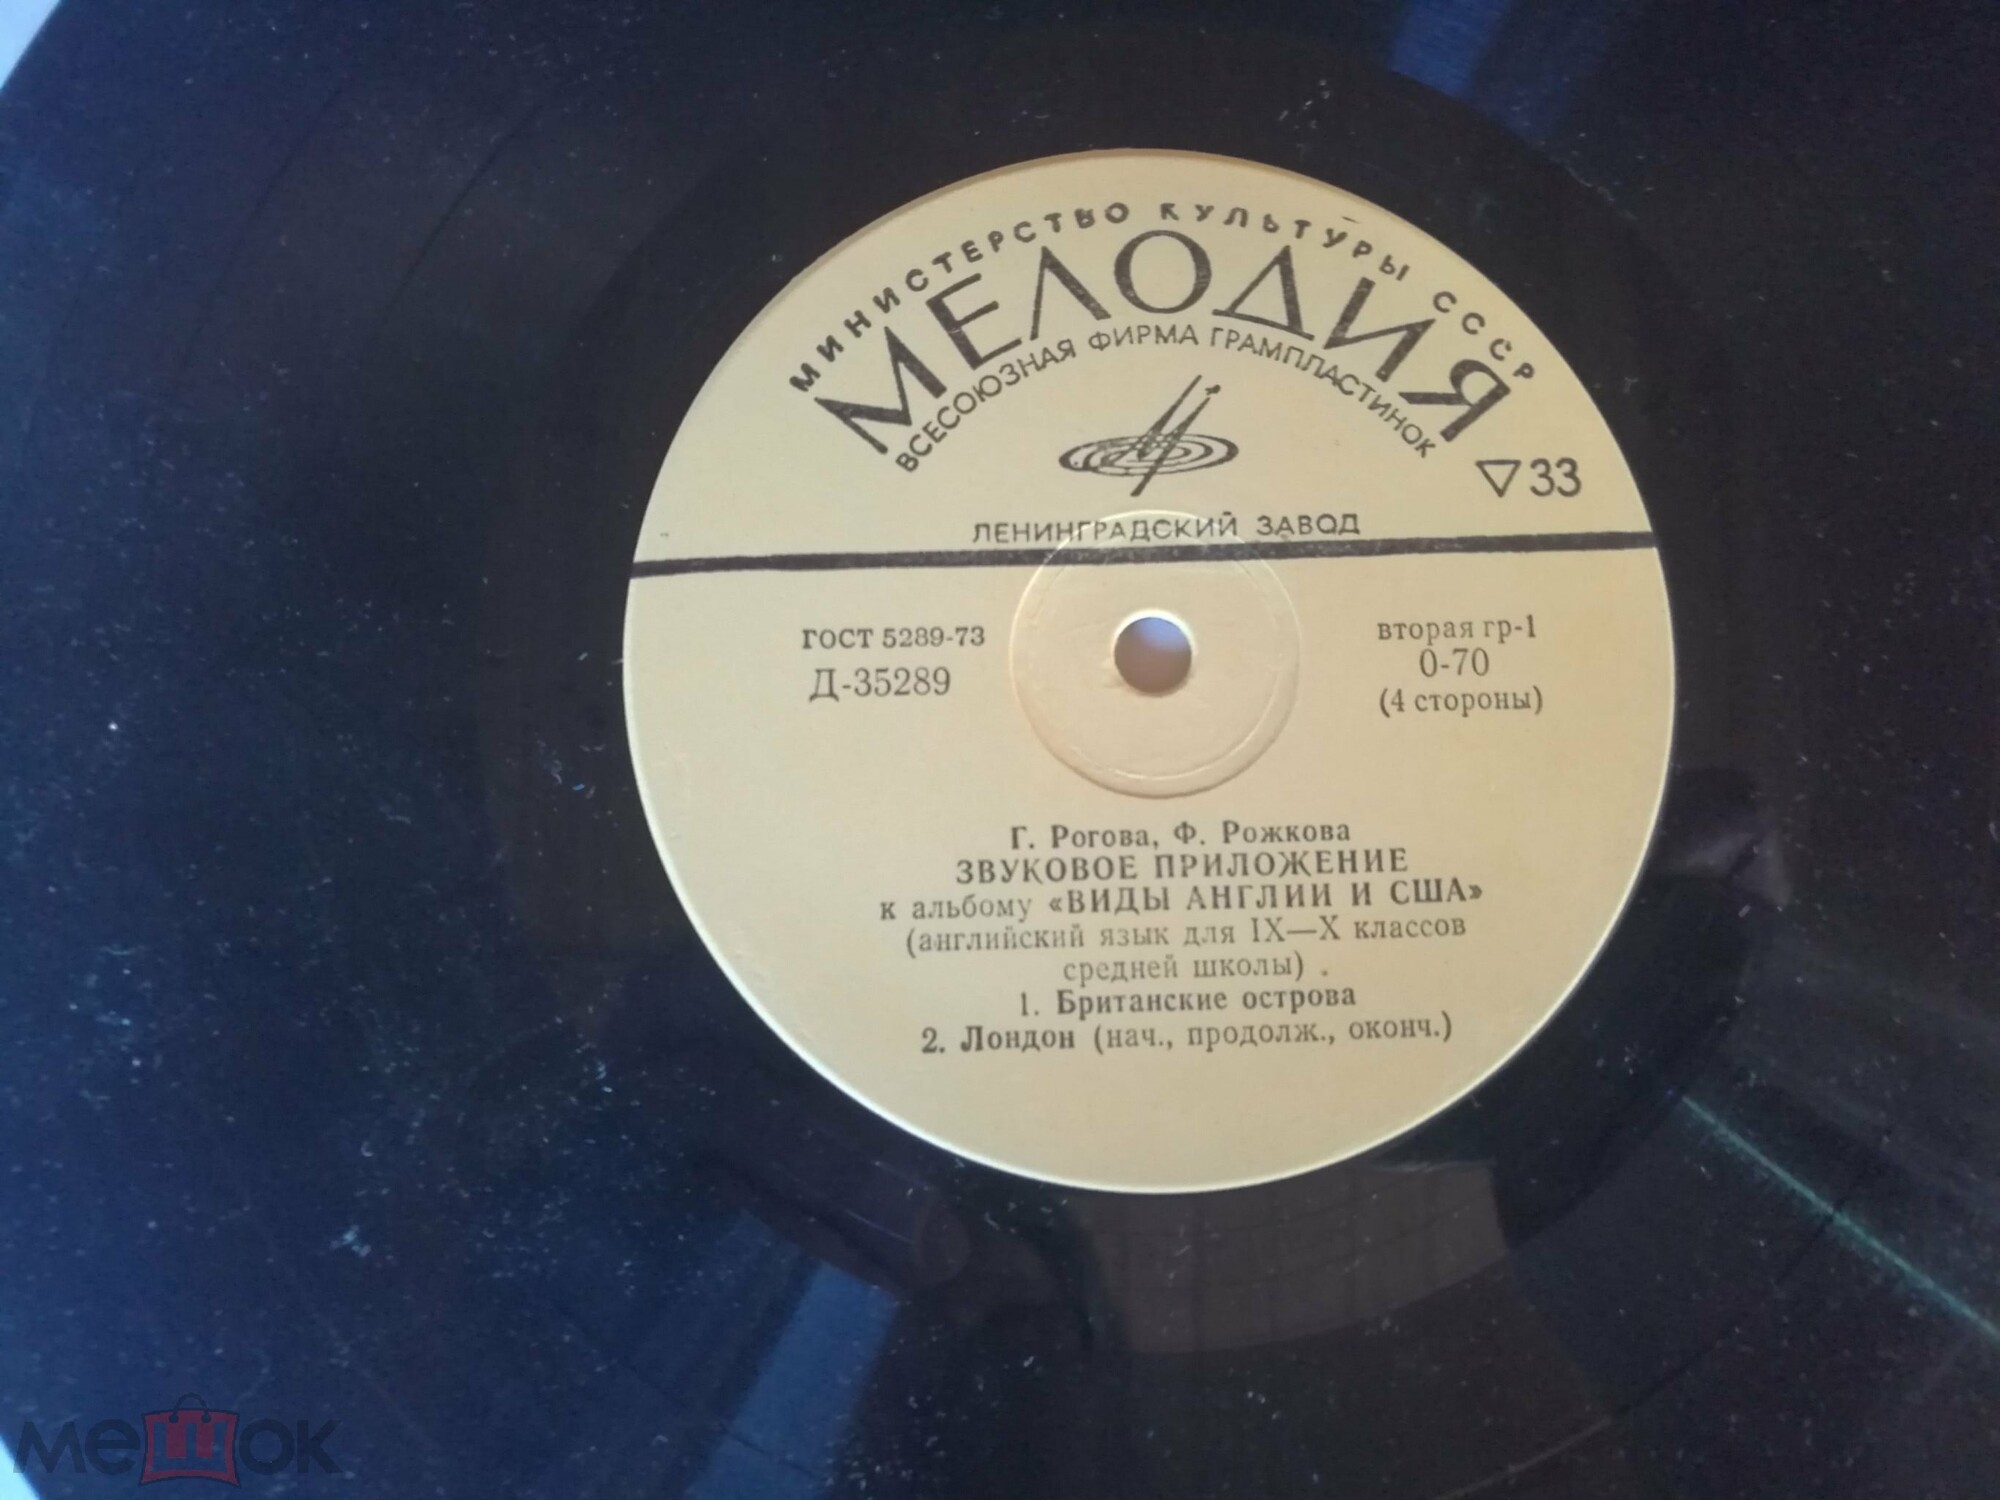 МИНИСТЕРСТВО КУЛЬТУРЫ СССР
МЕЛОДИЯ
ВСЕСОЮЗНАЯ ФИРМА ГРАМПЛАСТИНОК
▽33
ЛЕНИНГРАДСКИЙ ЗАВОД
ГОСТ 5289-73
Д-35289
вторая гр-1
0-70
(4 стороны)
Г. Рогова, Ф. Рожкова
ЗВУКОВОЕ ПРИЛОЖЕНИЕ
к альбому «ВИДЫ АНГЛИИ И США»
(английский язык для IX—X классов
средней школы) .
1. Британские острова
2. Лондон (нач., продолж., оконч.)
мешок